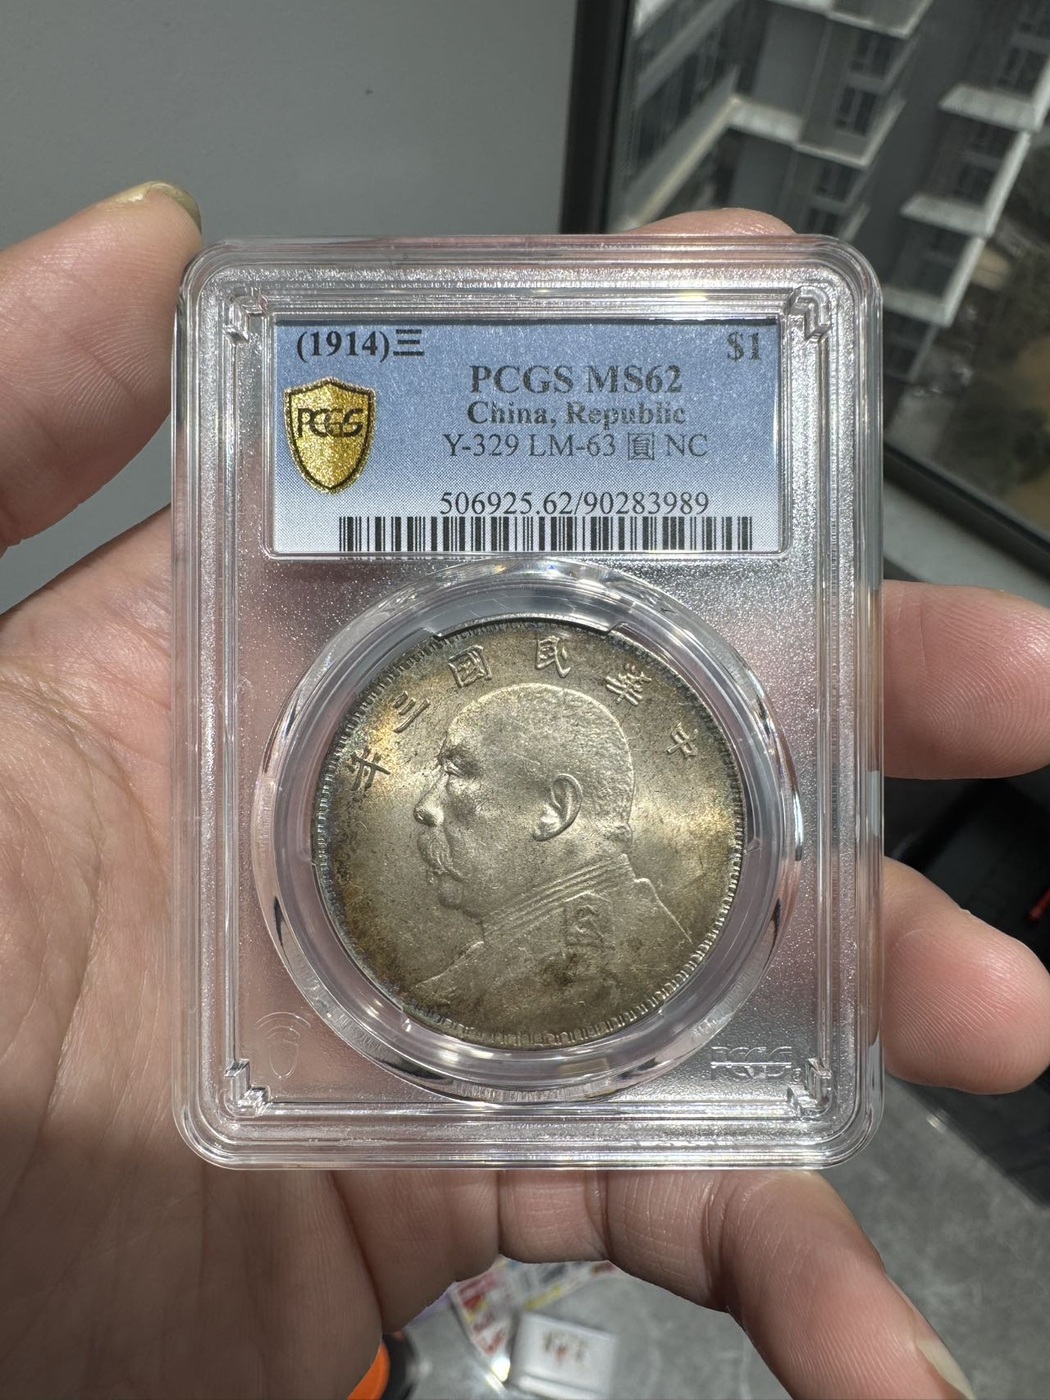 (1914)三 $1
PCGS MS62
China, Republic
Y-329 LM-63 圓 NC
PCGS
506925.62/90283989
中華民國三年
PCGS